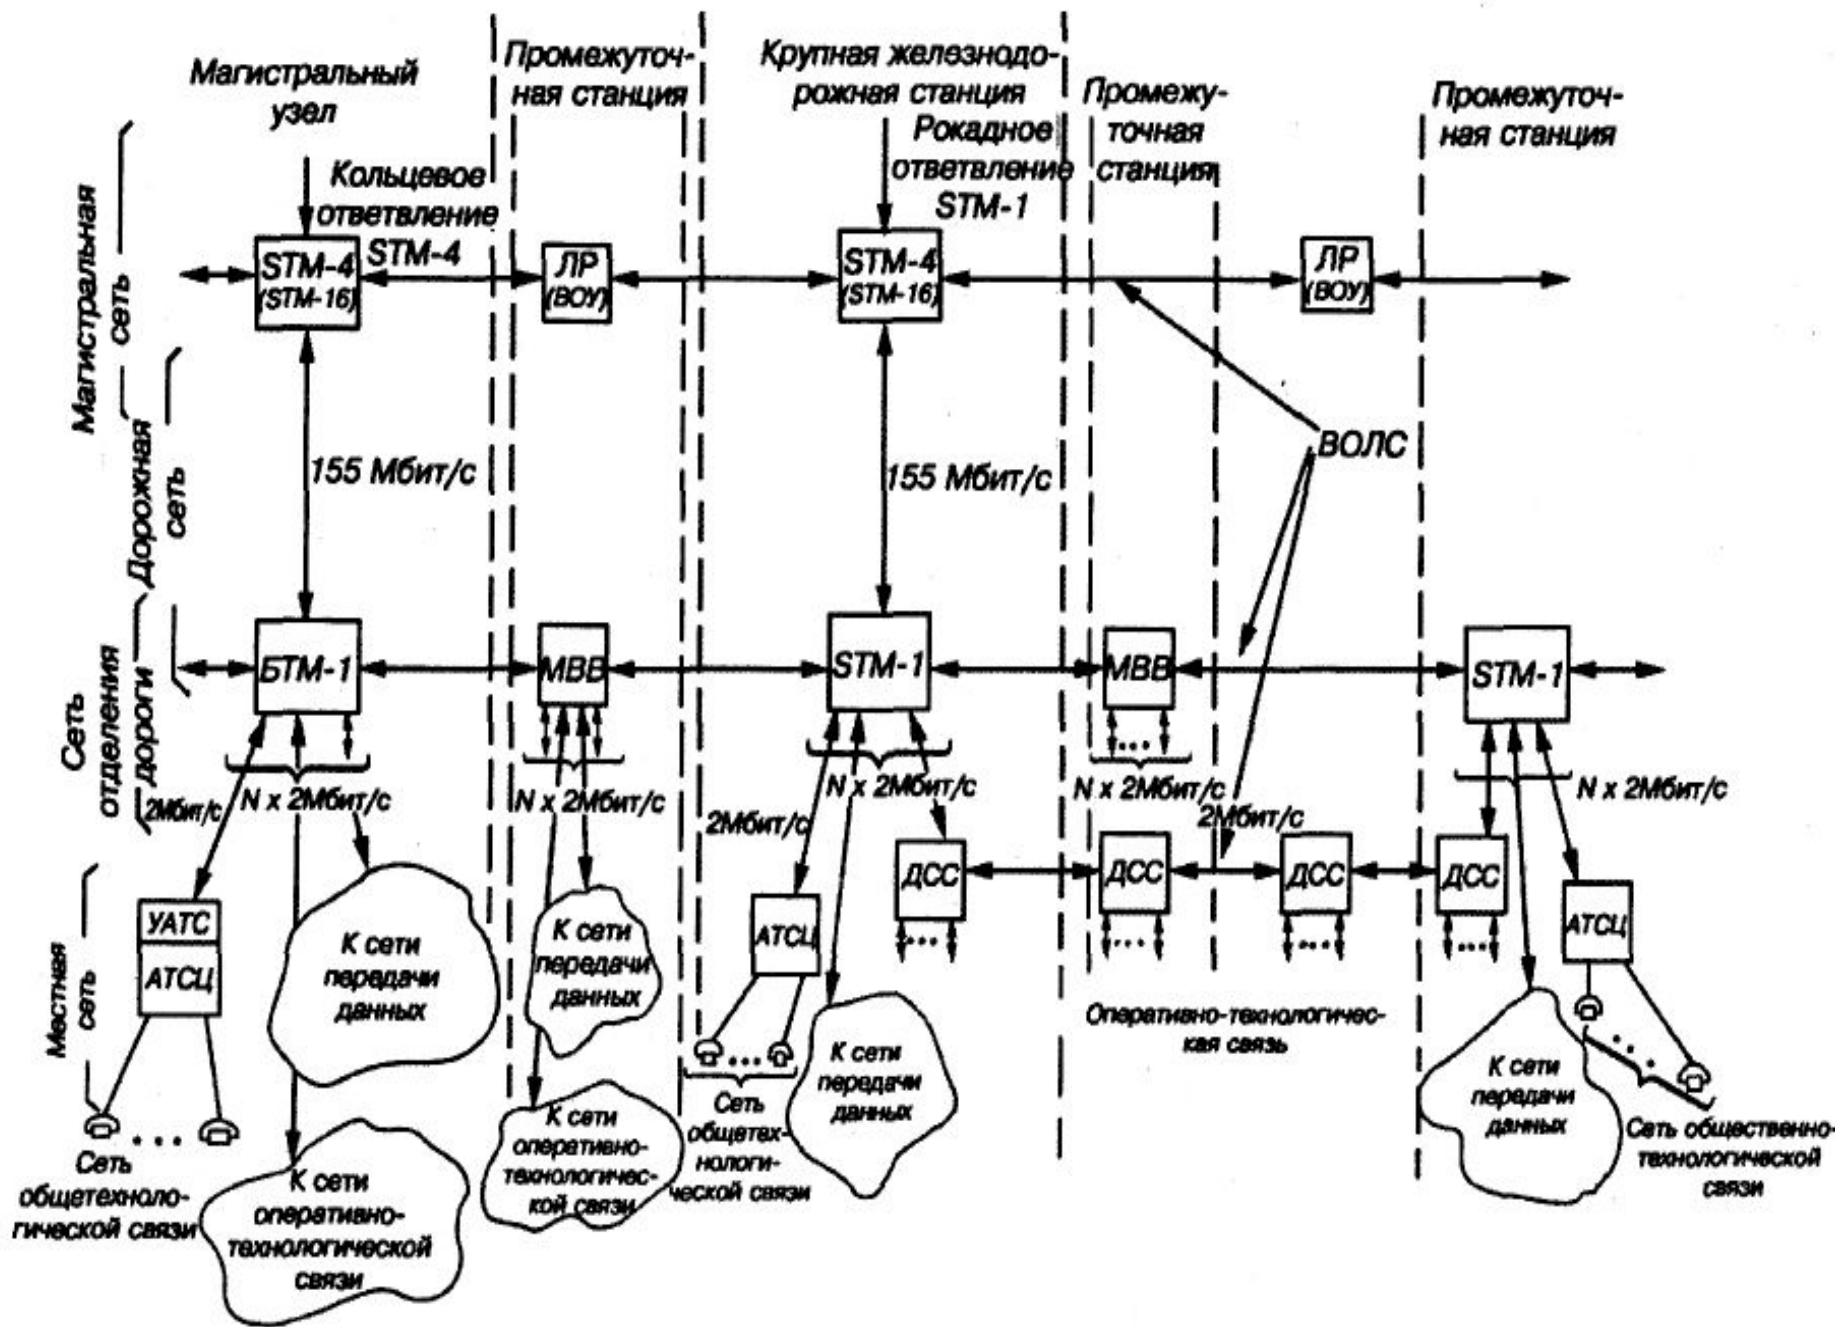 Магистральный
узел
Промежуточ-
ная станция
Крупная железнодо-
рожная станция
Промежу-
точная
станция
Промежуточ-
ная станция
Кольцевое
ответвление
STM-4
Рокадное
ответвление
STM-1
Магистральная
сеть
STM-4
(STM-16)
ЛР
(ВОУ)
STM-4
(STM-16)
ЛР
(ВОУ)
ВОЛС
Дорожная
сеть
155 Мбит/с
155 Мбит/с
Сеть
отделения
дороги
БТМ-1
МВВ
STM-1
МВВ
STM-1
2Мбит/с
N x 2Мбит/с
N x 2Мбит/с
2Мбит/с
N x 2Мбит/с
N x 2Мбит/с
2Мбит/с
N x 2Мбит/с
Местная
сеть
УАТС
АТСЦ
К сети
передачи
данных
К сети
передачи
данных
АТСЦ
ДСС
...
ДСС
...
ДСС
...
ДСС
...
АТСЦ
Оперативно-технологичес-
кая связь
К сети
передачи
данных
К сети
передачи
данных
Сеть
общетехноло-
гической связи
К сети
оперативно-
технологической
связи
К сети
оперативно-
технологичес-
кой связи
Сеть
общетех-
нологи-
ческой связи
Сеть общественно-
технологической
связи